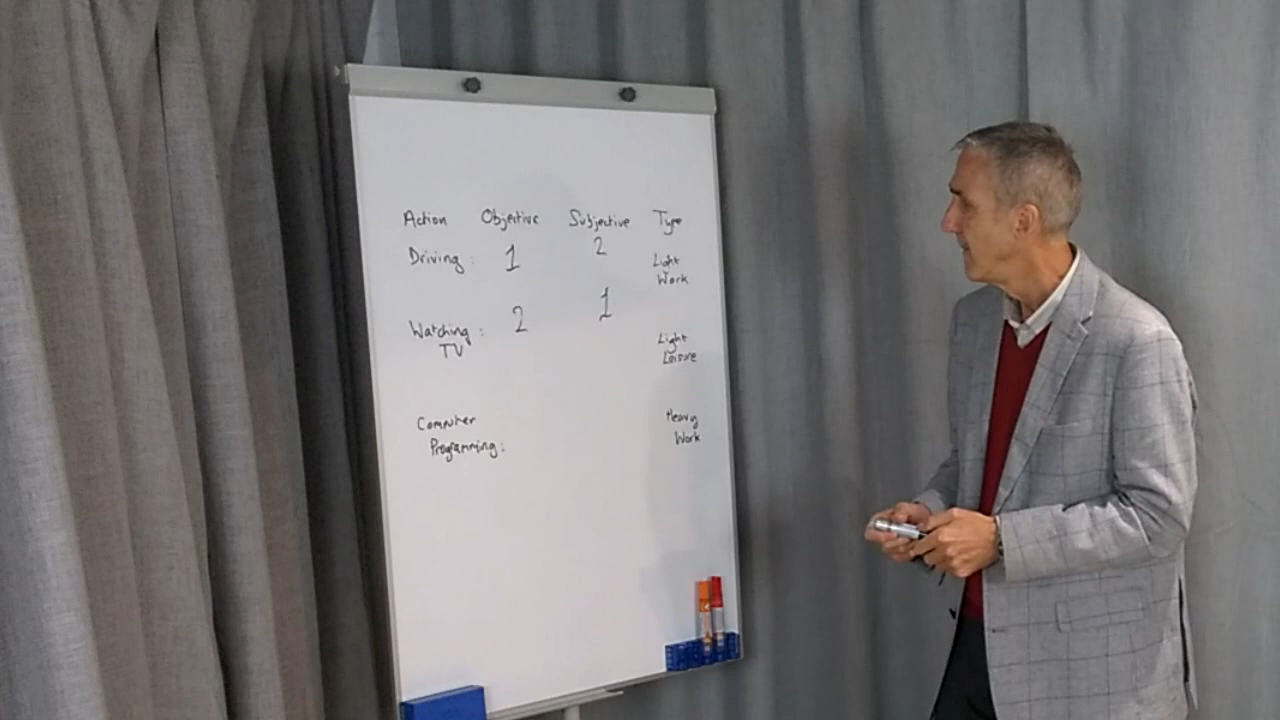 Action Objective Subjective Type
Driving: 1 2 Light
Work
Watching: 2 1 Light
TV Leisure
Computer Heavy
Programming: Work